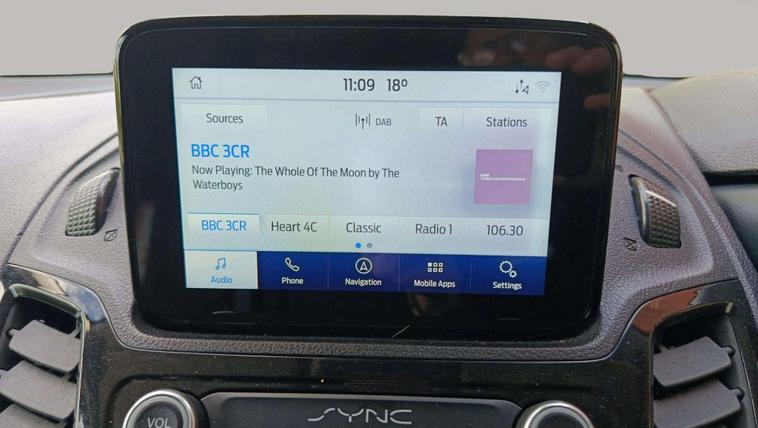 11:09 18°
Sources
DAB
TA
Stations
BBC 3CR
Now Playing: The Whole Of The Moon by The
Waterboys
BBC 3CR
Heart 4C
Classic
Radio 1
106.30
Audio
Phone
Navigation
Mobile Apps
Settings
VOL
SYNC